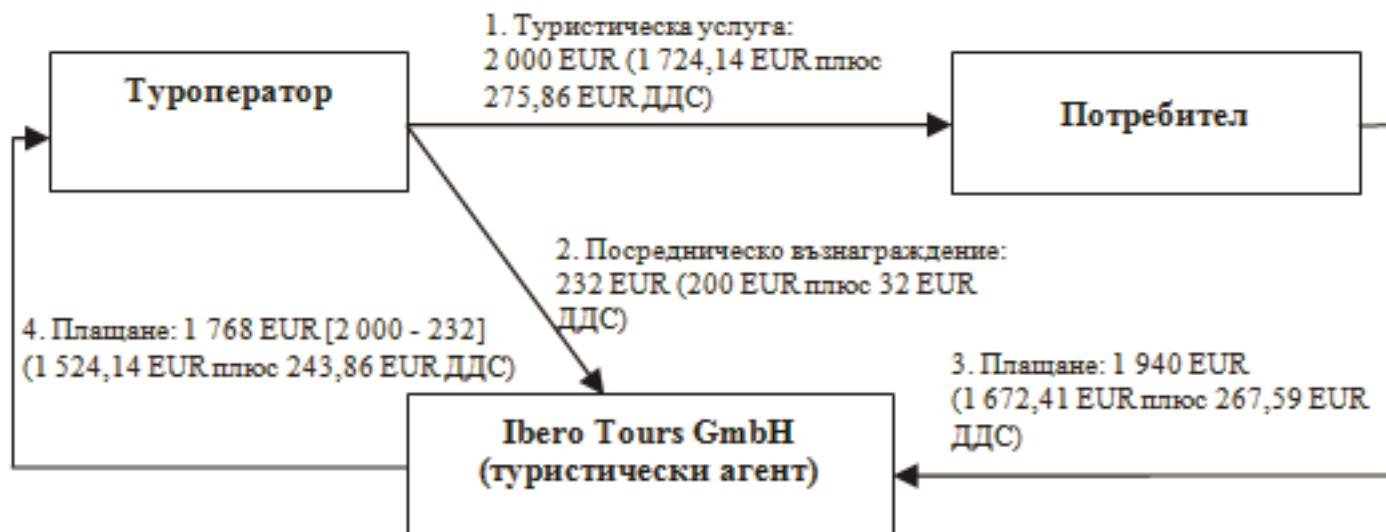 1. Туристическа услуга:
2 000 EUR (1 724,14 EUR плюс
275,86 EUR ДДС)
Туроператор
Потребител
2. Посредническо възнаграждение:
232 EUR (200 EUR плюс 32 EUR
ДДС)
4. Плащане: 1 768 EUR [2 000 - 232]
(1 524,14 EUR плюс 243,86 EUR ДДС)
3. Плащане: 1 940 EUR
(1 672,41 EUR плюс 267,59 EUR
ДДС)
Ibero Tours GmbH
(туристически агент)